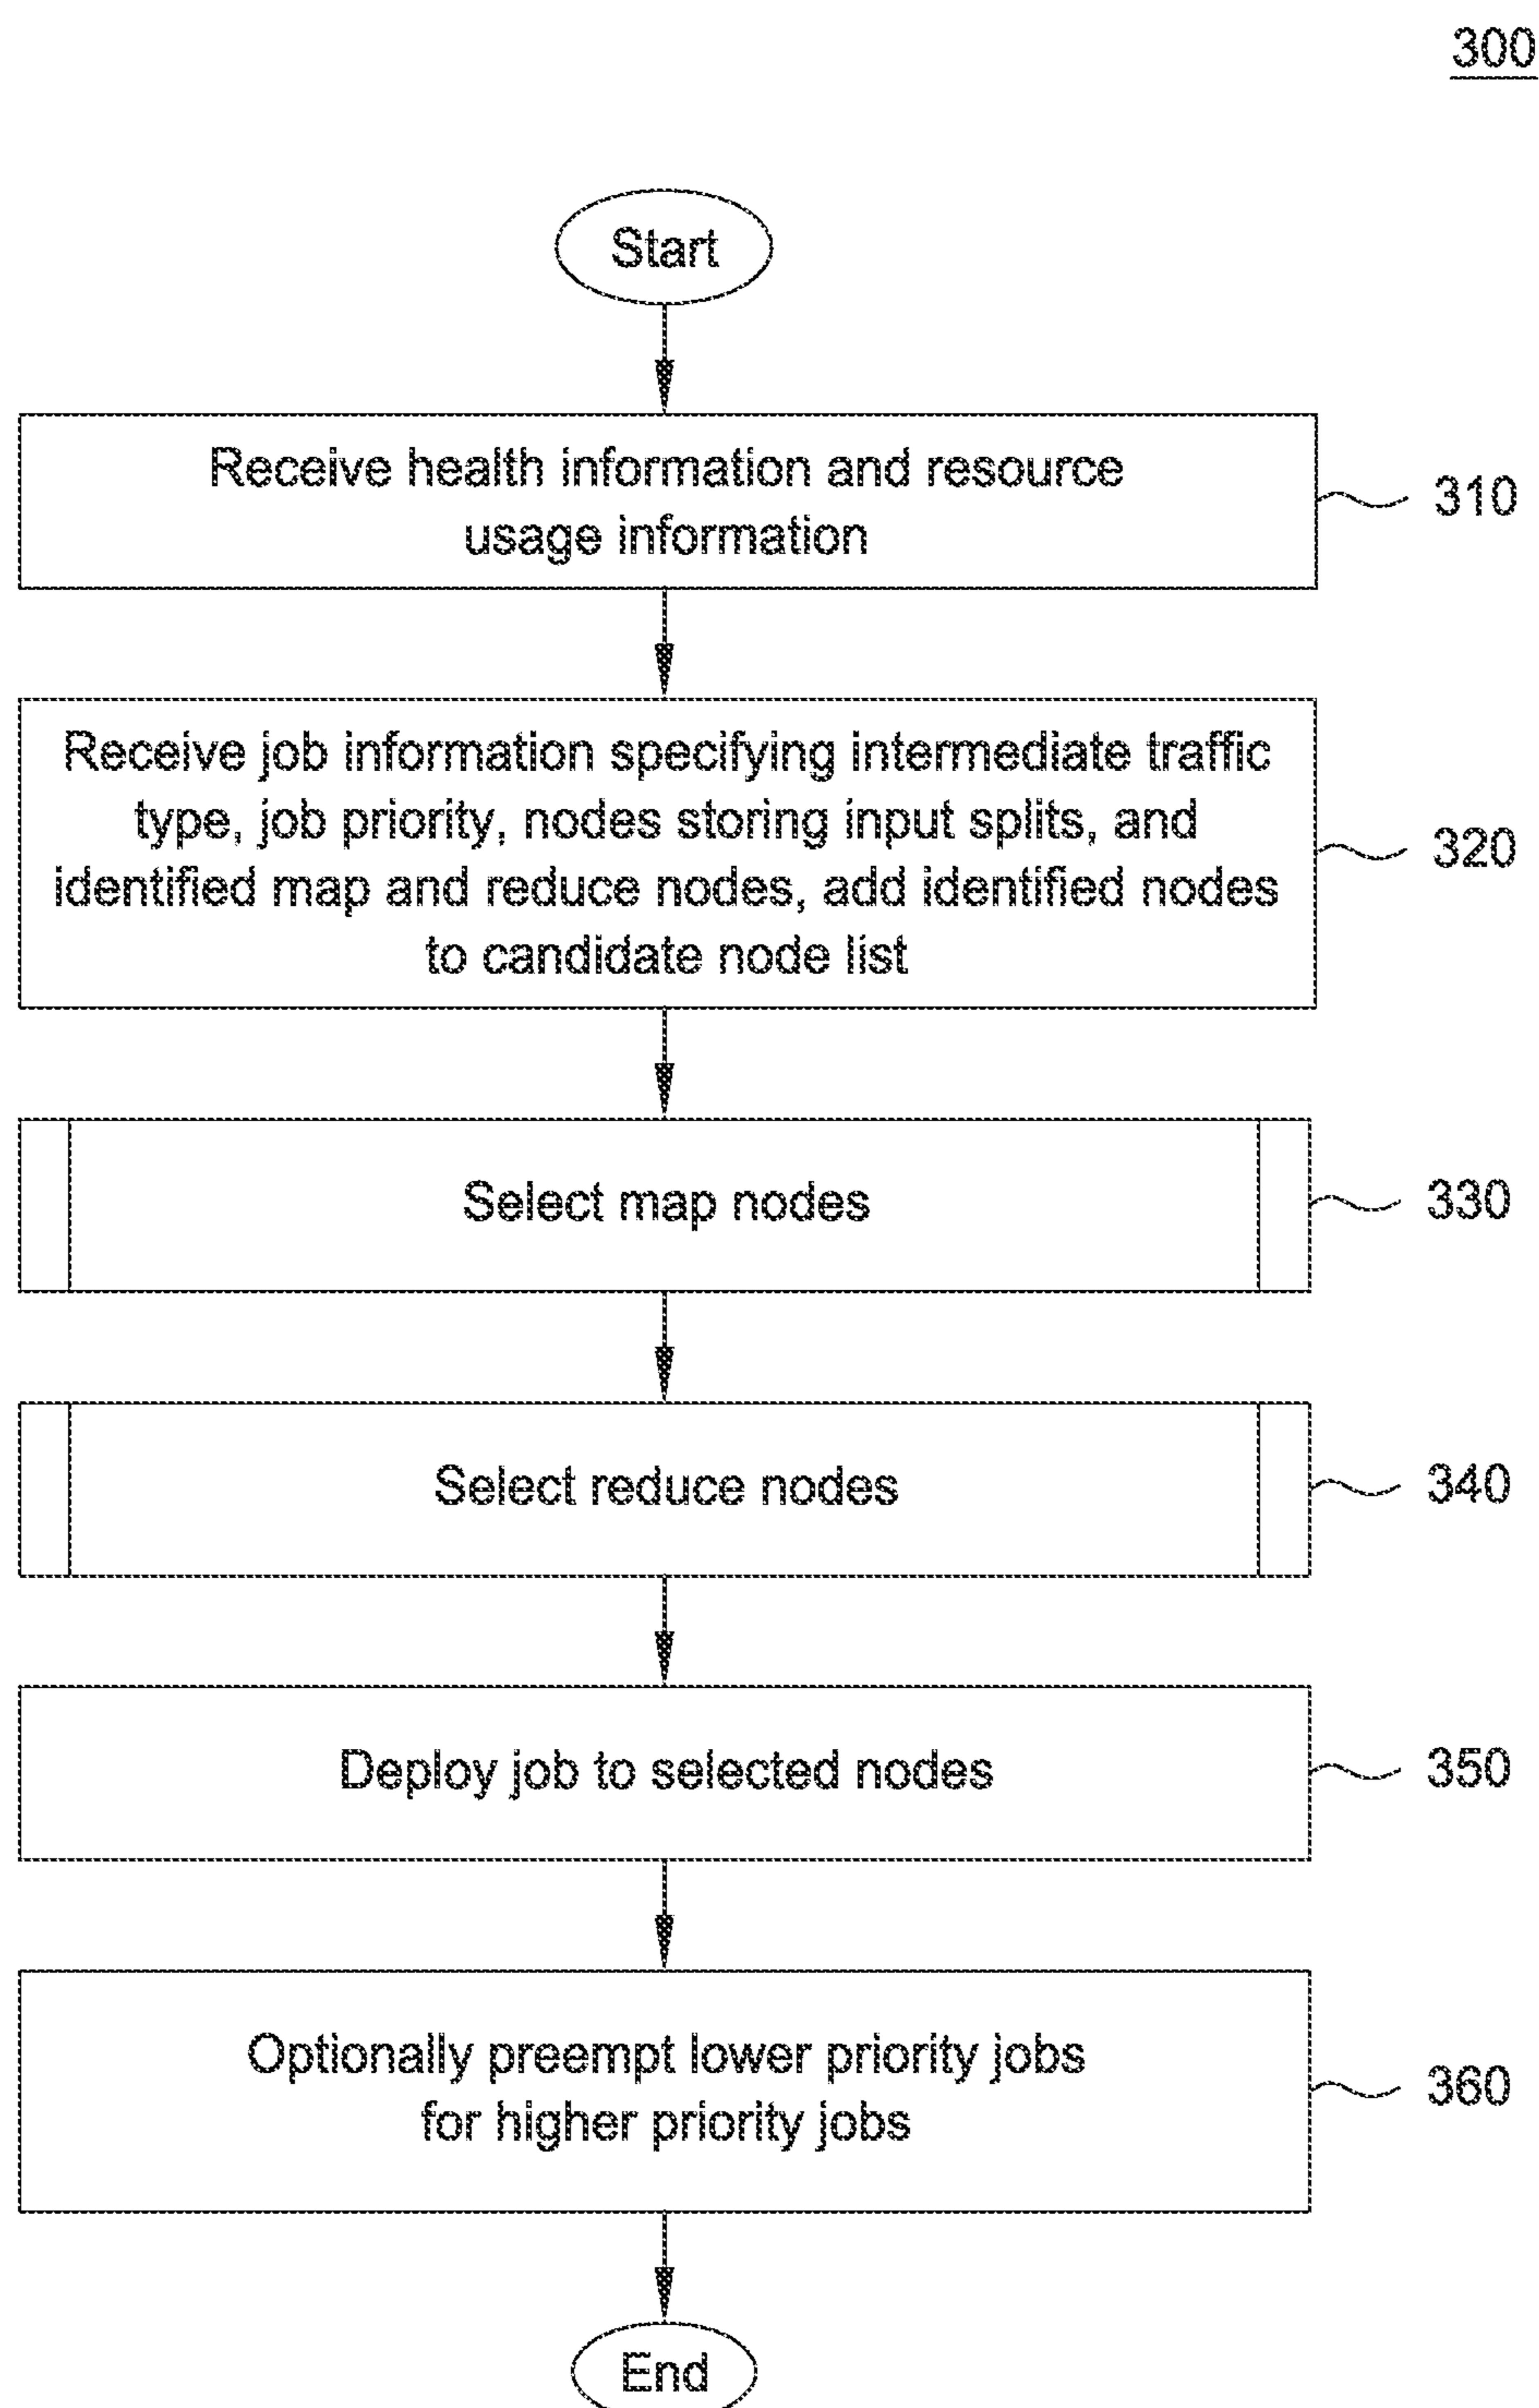 300
Start
Receive health information and resource
usage information
310
Receive job information specifying intermediate traffic
type, job priority, nodes storing input splits, and
identified map and reduce nodes, add identified nodes
to candidate node list
320
Select map nodes
330
Select reduce nodes
340
Deploy job to selected nodes
350
Optionally preempt lower priority jobs
for higher priority jobs
360
End